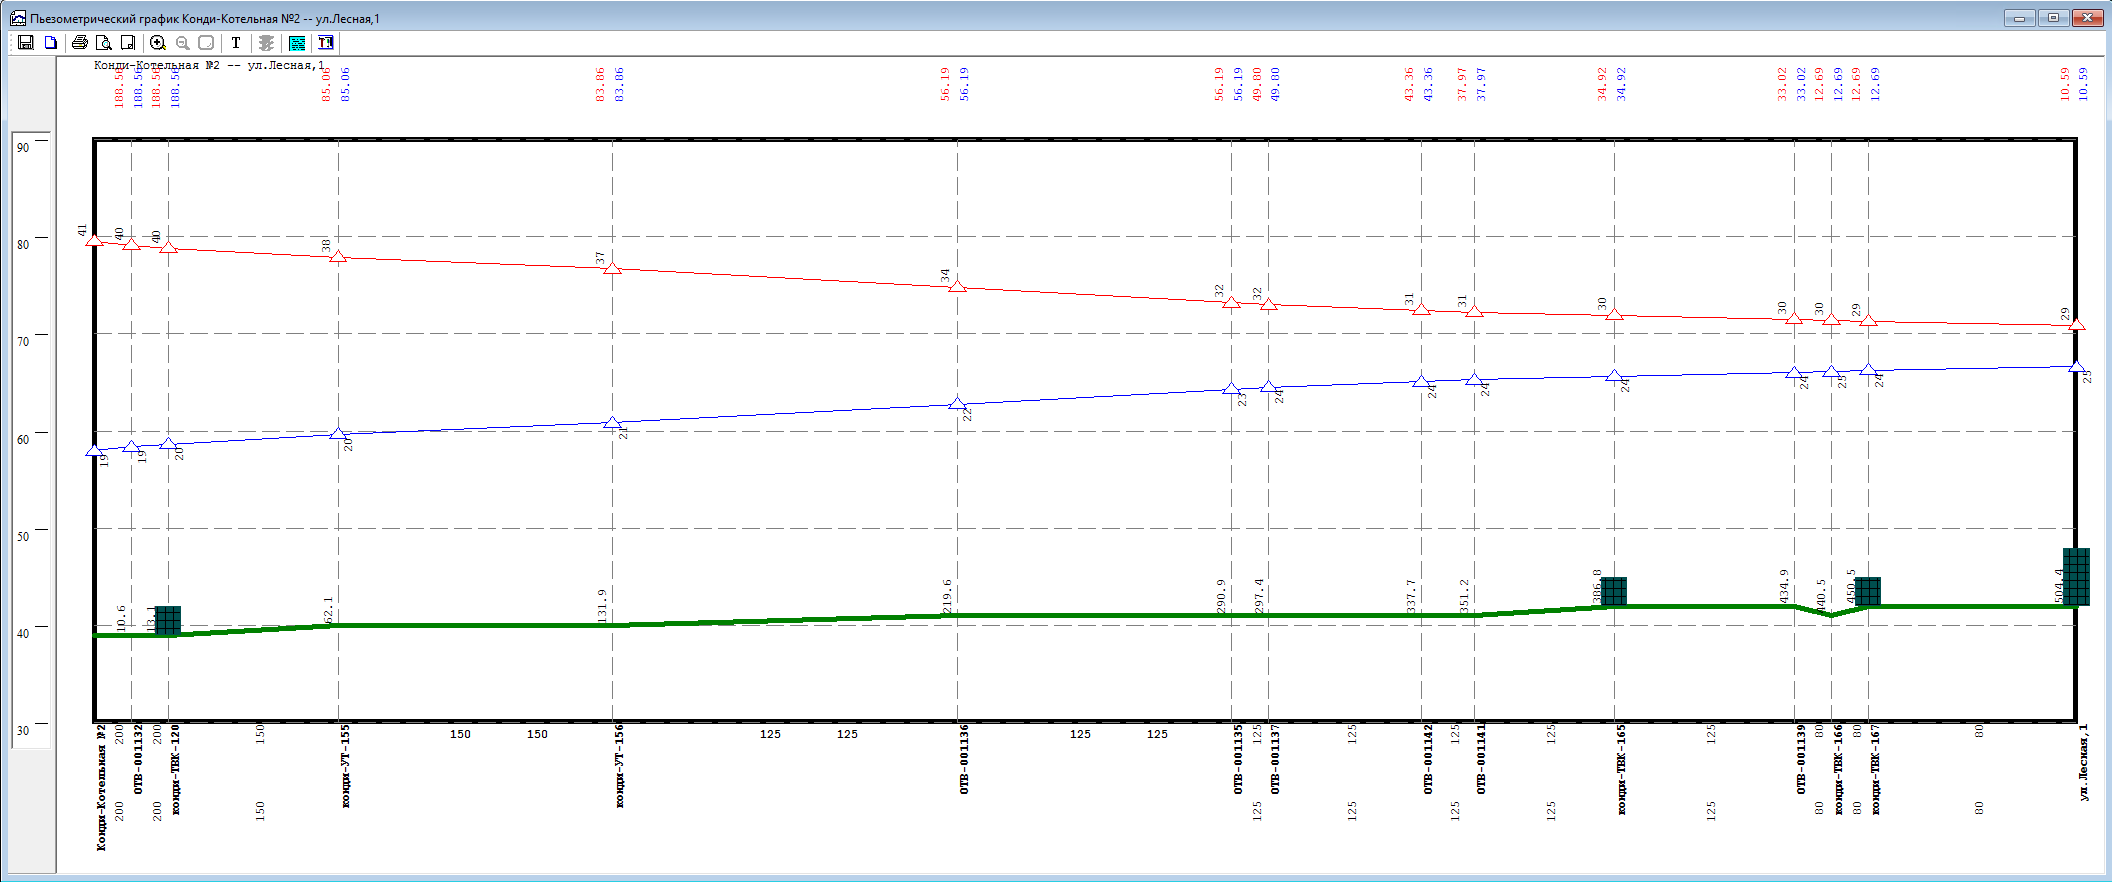 Пьезометрический график Конди-Котельная №2 -- ул.Лесная,1
T
Конди-Котельная №2 -- ул.Лесная,1
188.56 188.56 188.56 188.56 85.06 85.06 83.86 83.86 56.19 56.19 56.19 56.19 49.80 49.80 43.36 43.36 37.97 37.97 34.92 34.92 33.02 33.02 12.69 12.69 12.69 12.69 10.59 10.59
90
80
70
60
50
40
30
41 40 40 38 37 34 32 32 31 31 30 30 30 29 29
19 19 20 20 21 22 23 24 24 24 24 24 25 24 25
10.6 13.1 62.1 131.9 219.6 290.9 297.4 337.7 351.2 386.8 434.9 440.5 450.5 504.4
200 200 150 150 150 125 125 125 125 125 125 125 125 125 80 80 80
Конди-Котельная №2 ОТВ-001132 конди-ТВК-120 конди-УТ-155 конди-УТ-156 ОТВ-001136 ОТВ-001135 ОТВ-001137 ОТВ-001142 ОТВ-001141 конди-ТВК-165 ОТВ-001139 конди-ТВК-166 конди-ТВК-167 ул.Лесная,1
200 200 150 125 125 125 125 125 80 80 80